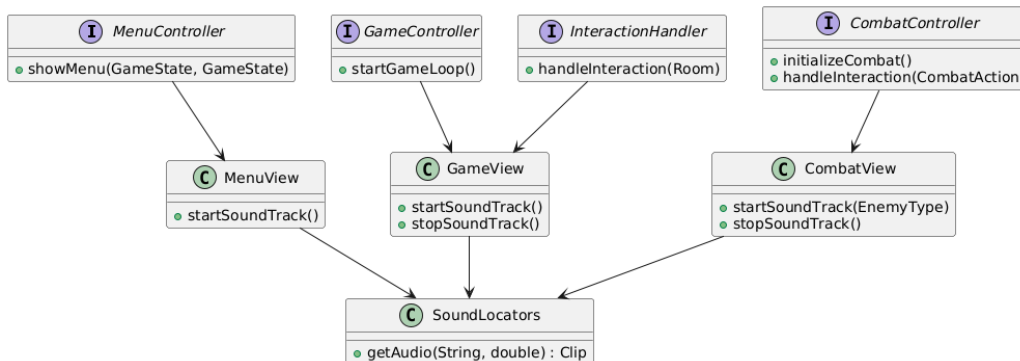 I MenuController
+ showMenu(GameState, GameState)
I GameController
+ startGameLoop()
I InteractionHandler
+ handleInteraction(Room)
I CombatController
+ initializeCombat()
+ handleInteraction(CombatAction
C MenuView
+ startSoundTrack()
C GameView
+ startSoundTrack()
+ stopSoundTrack()
C CombatView
+ startSoundTrack(EnemyType)
+ stopSoundTrack()
C SoundLocators
+ getAudio(String, double) : Clip